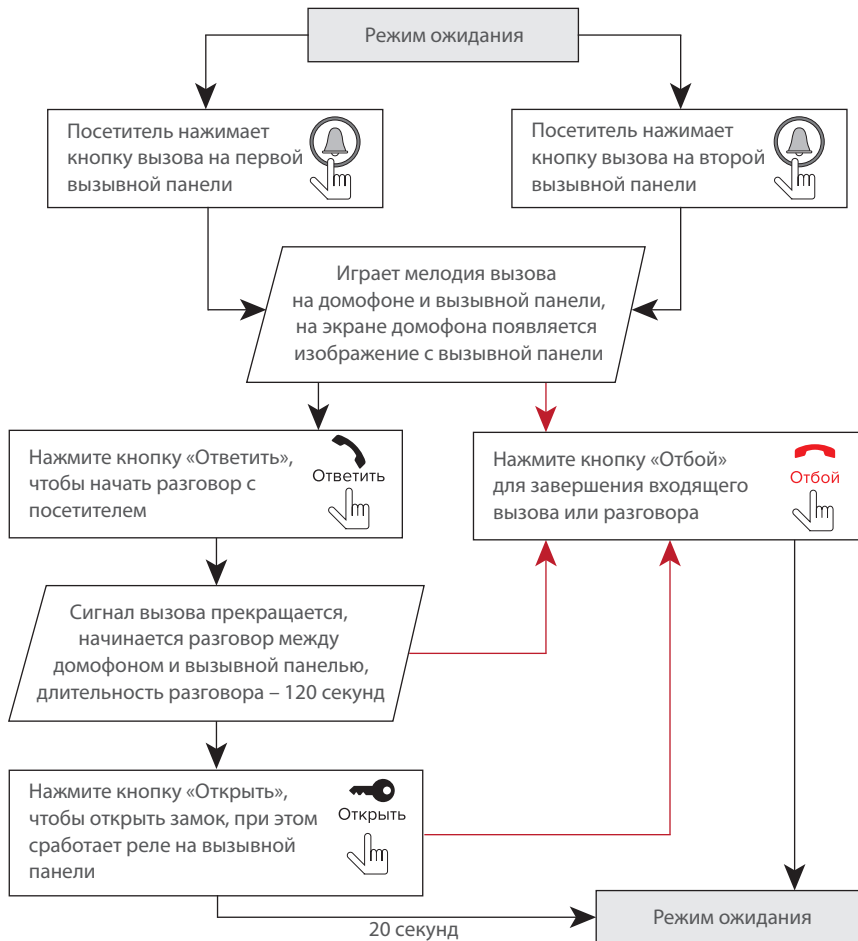 Режим ожидания
Посетитель нажимает
кнопку вызова на первой
вызывной панели
Посетитель нажимает
кнопку вызова на второй
вызывной панели
Играет мелодия вызова
на домофоне и вызывной панели,
на экране домофона появляется
изображение с вызывной панели
Нажмите кнопку «Ответить»,
чтобы начать разговор с
посетителем
Ответить
Нажмите кнопку «Отбой»
для завершения входящего
вызова или разговора
Отбой
Сигнал вызова прекращается,
начинается разговор между
домофоном и вызывной панелью,
длительность разговора – 120 секунд
Нажмите кнопку «Открыть»,
чтобы открыть замок, при этом
сработает реле на вызывной
панели
Открыть
20 секунд
Режим ожидания